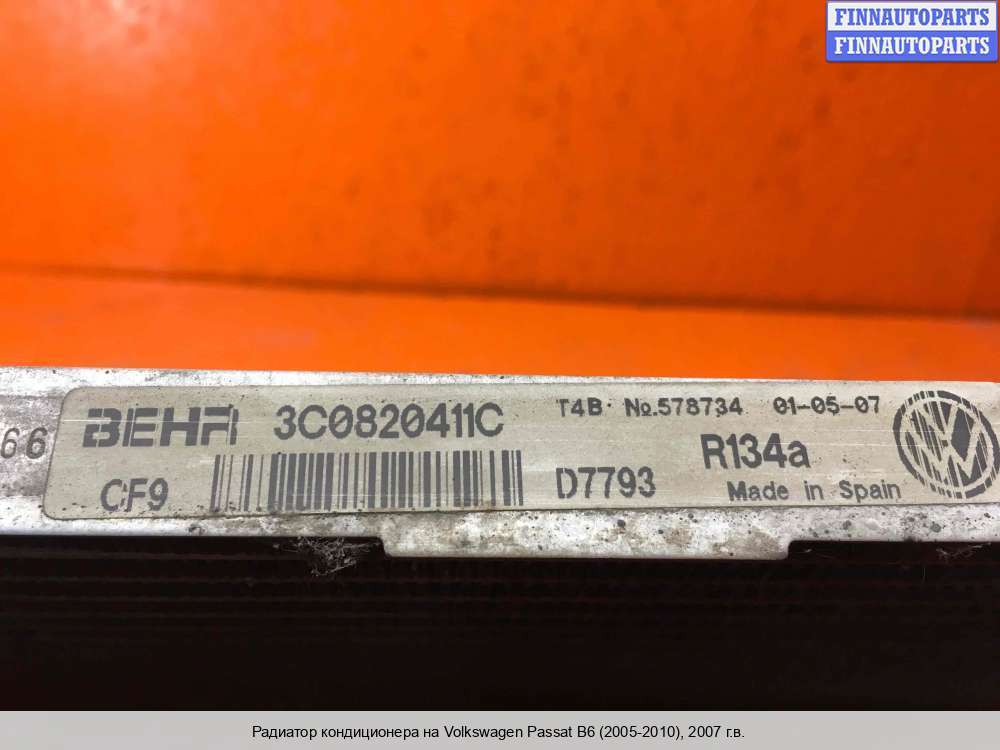 FINNAUTOPARTS
FINNAUTOPARTS
66
BEHR 3C0820411C T4B· No.578734 01-05-07
R134a
CF9 D7793 Made in Spain
Радиатор кондиционера на Volkswagen Passat B6 (2005-2010), 2007 г.в.